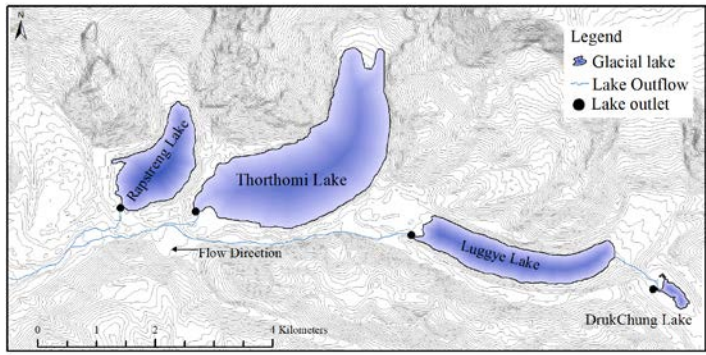 N
Legend
Glacial lake
Lake Outflow
Lake outlet
Rapstreng Lake
Thorthomi Lake
Luggye Lake
Flow Direction
DrukChung Lake
0 1 2 4 Kilometers